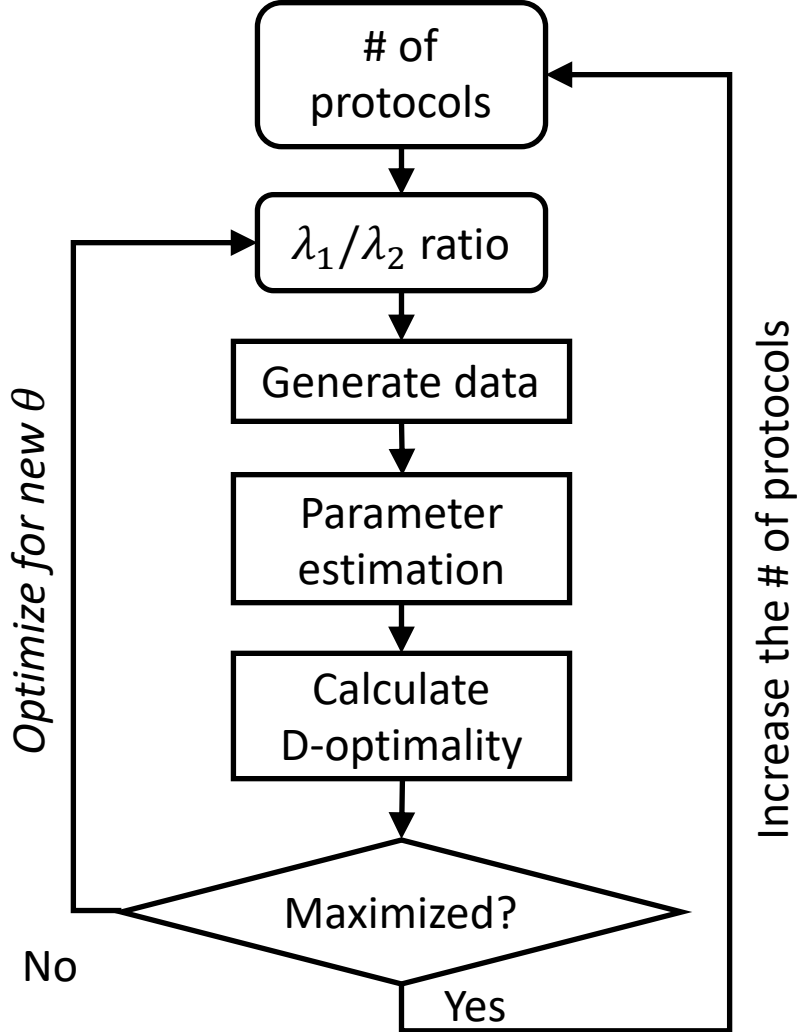 # of
protocols
λ₁/λ₂ ratio
Generate data
Parameter
estimation
Calculate
D-optimality
Maximized?
No
Yes
Optimize for new θ
Increase the # of protocols